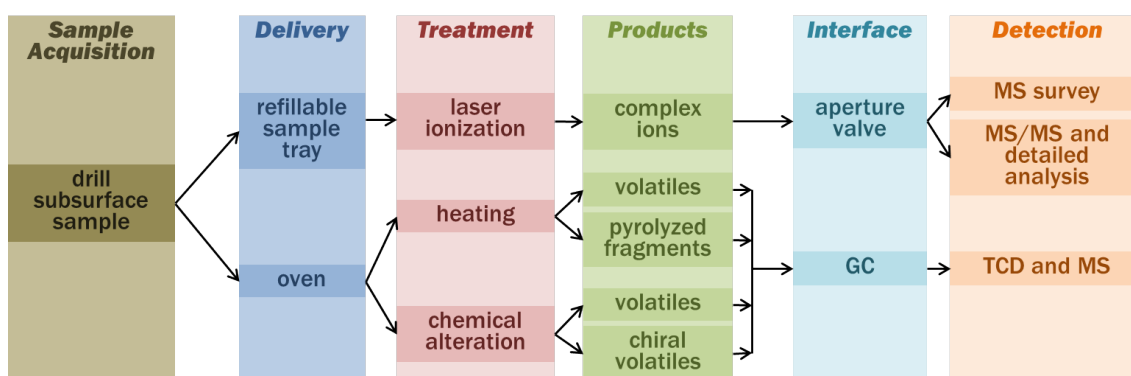 Sample
Acquisition
Delivery
Treatment
Products
Interface
Detection
drill
subsurface
sample
refillable
sample
tray
oven
laser
ionization
heating
chemical
alteration
complex
ions
volatiles
pyrolyzed
fragments
volatiles
chiral
volatiles
aperture
valve
GC
MS survey
MS/MS and
detailed
analysis
TCD and MS